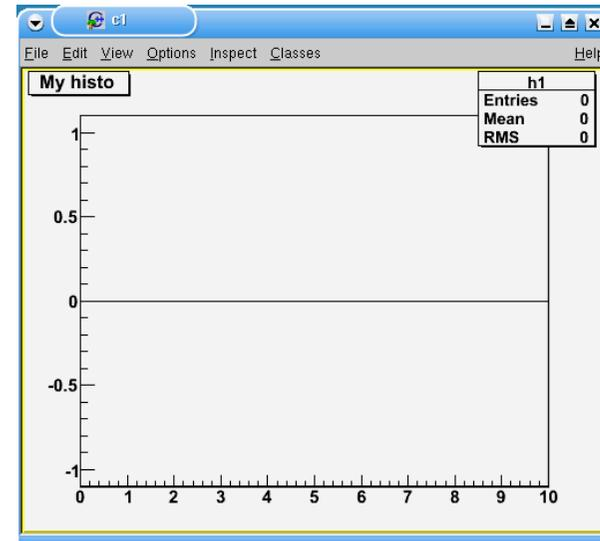 c1
File Edit View Options Inspect Classes Help
My histo
h1
Entries 0
Mean 0
RMS 0
1
0.5
0
-0.5
-1
0 1 2 3 4 5 6 7 8 9 10